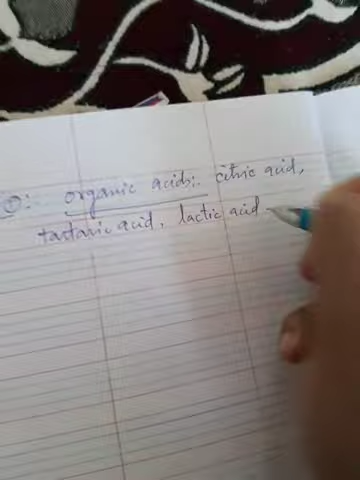 ①: organic acids:- citric acid,
tartaric acid, lactic acid -